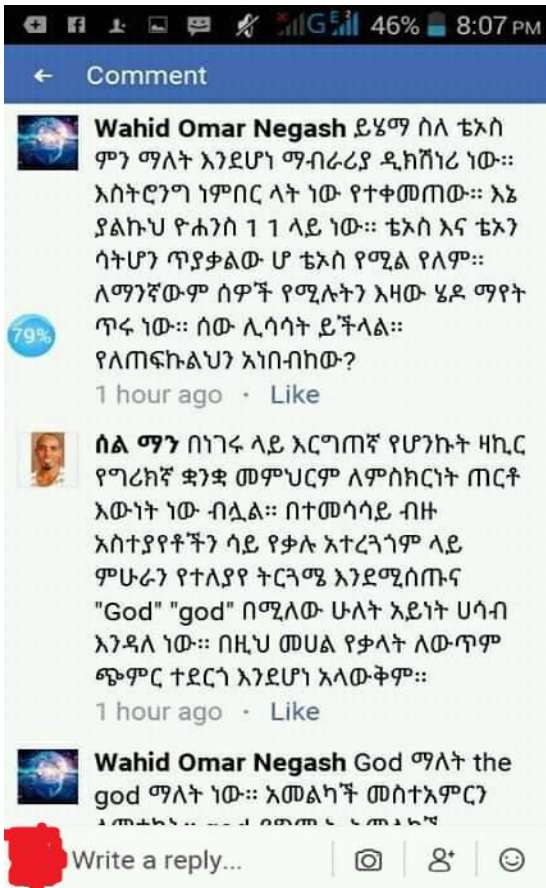 46% 8:07 PM
Comment
Wahid Omar Negash ይሄማ ስለ ቴኦስ
ምን ማለት እንደሆነ ማብራሪያ ዲክሽነሪ ነው።
እስትሮንግ ነምበር ላት ነው የተቀመጠው። እኔ
ያልኩህ ዮሐንስ 1 1 ላይ ነው። ቴኦስ እና ቴኦን
ሳትሆን ጥያቄልው ሆ ቴኦስ የሚል የለም።
ለማንኛውም ሰዎች የሚሉትን እዛው ሄዶ ማየት
79%
ጥሩ ነው። ሰው ሊሳሳት ይችላል።
የለጠፍኩልህን አነበብከው?
1 hour ago · Like
ሰል ማን በነገሩ ላይ እርግጠኛ የሆንኩት ዛኪር
የግሪክኛ ቋንቋ መምህርም ለምስክርነት ጠርቶ
እውነት ነው ብሏል። በተመሳሳይ ብዙ
አስተያየቶችን ሳይ የቃሉ አተረጓጎም ላይ
ምሁራን የተለያየ ትርጓሜ እንደሚሰጡና
"God" "god" በሚለው ሁለት አይነት ሀሳብ
እንዳለ ነው። በዚህ መሀል የቃላት ለውጥም
ጭምር ተደርጎ እንደሆነ አላውቅም።
1 hour ago · Like
Wahid Omar Negash God ማለት the
god ማለት ነው። አመልካች መስተአምርን
Write a reply...